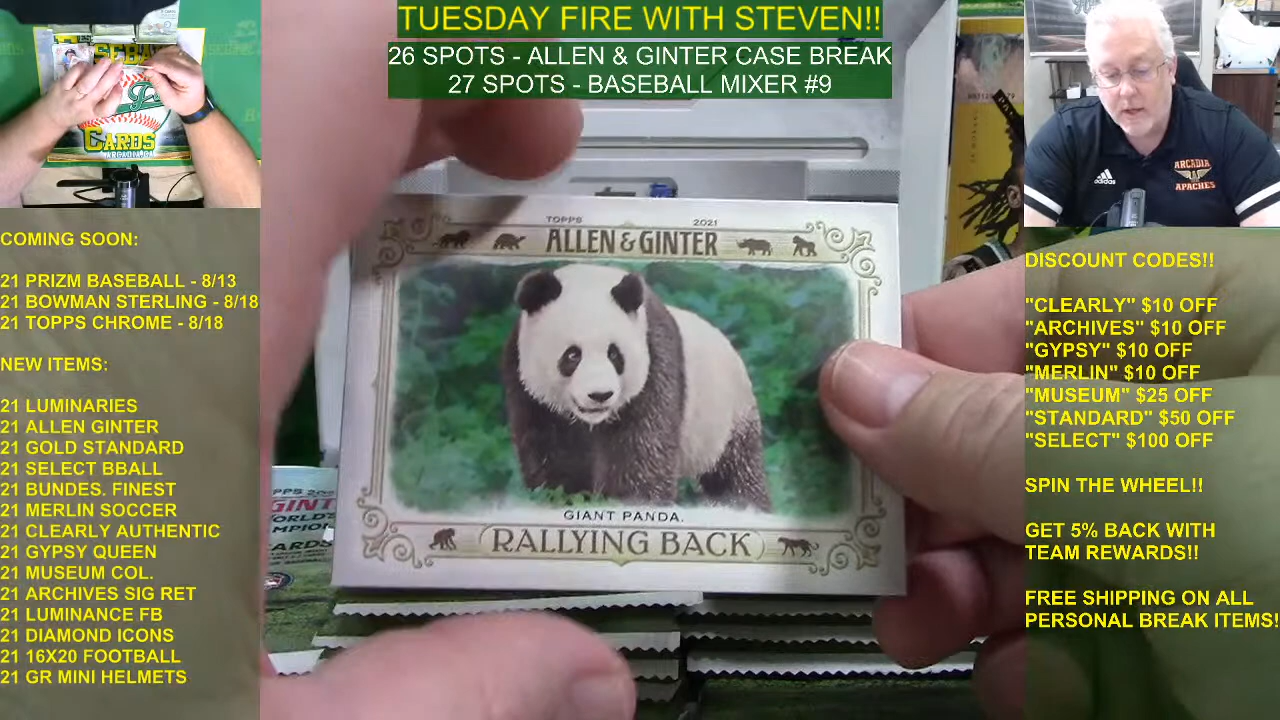 TUESDAY FIRE WITH STEVEN!!
26 SPOTS - ALLEN & GINTER CASE BREAK
27 SPOTS - BASEBALL MIXER #9
CARDS
ARCADIA
APACHES
adidas
COMING SOON:
21 PRIZM BASEBALL - 8/13
21 BOWMAN STERLING - 8/18
21 TOPPS CHROME - 8/18
NEW ITEMS:
21 LUMINARIES
21 ALLEN GINTER
21 GOLD STANDARD
21 SELECT BBALL
21 BUNDES. FINEST
21 MERLIN SOCCER
21 CLEARLY AUTHENTIC
21 GYPSY QUEEN
21 MUSEUM COL.
21 ARCHIVES SIG RET
21 LUMINANCE FB
21 DIAMOND ICONS
21 16X20 FOOTBALL
21 GR MINI HELMETS
TOPPS 2021
ALLEN & GINTER
GIANT PANDA.
RALLYING BACK
DISCOUNT CODES!!
"CLEARLY" $10 OFF
"ARCHIVES" $10 OFF
"GYPSY" $10 OFF
"MERLIN" $10 OFF
"MUSEUM" $25 OFF
"STANDARD" $50 OFF
"SELECT" $100 OFF
SPIN THE WHEEL!!
GET 5% BACK WITH
TEAM REWARDS!!
FREE SHIPPING ON ALL
PERSONAL BREAK ITEMS!